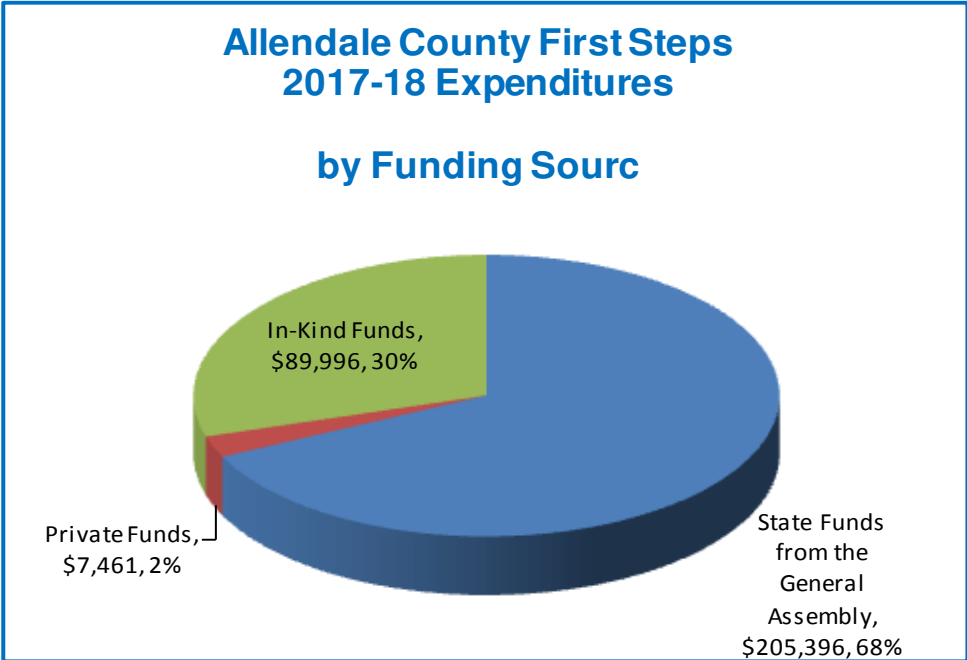 Allendale County First Steps
2017-18 Expenditures
by Funding Sourc
In-Kind Funds,
$89,996, 30%
Private Funds,
$7,461, 2%
State Funds
from the
General
Assembly,
$205,396, 68%